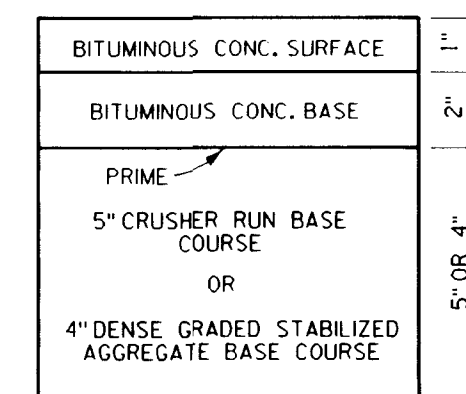 BITUMINOUS CONC. SURFACE
1"
BITUMINOUS CONC. BASE
2"
PRIME
5" CRUSHER RUN BASE
COURSE
OR
4" DENSE GRADED STABILIZED
AGGREGATE BASE COURSE
5" OR 4"